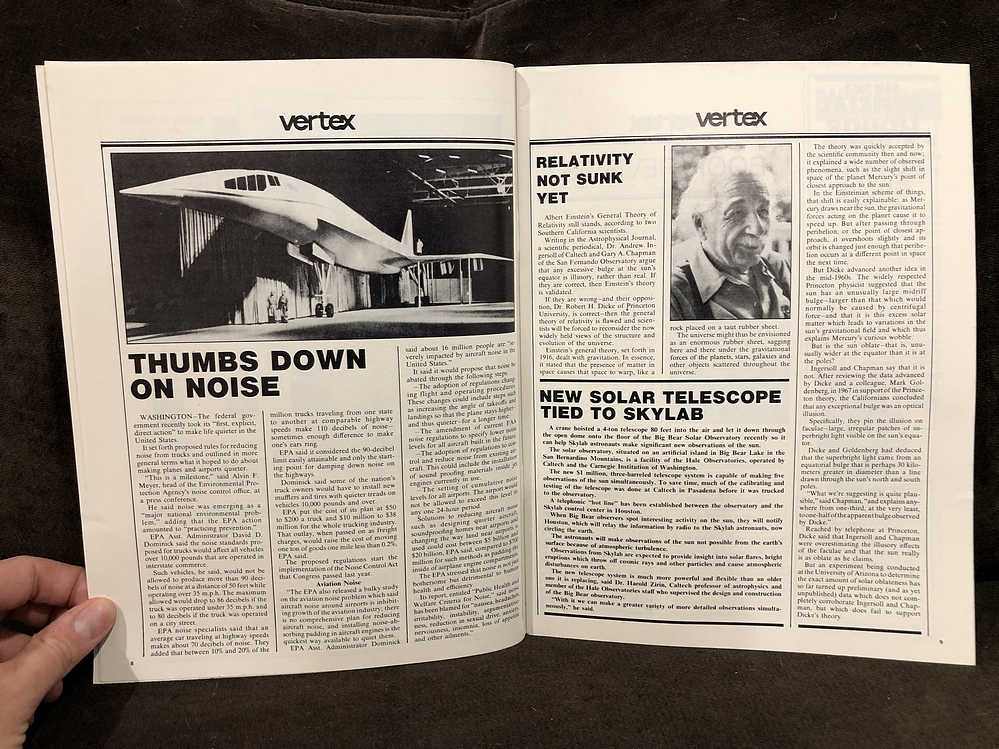 vertex
THUMBS DOWN
ON NOISE
WASHINGTON—The federal gov-
ernment recently took its "first, explicit,
direct action" to make life quieter in the
United States.
It set forth proposed rules for reducing
noise from trucks and outlined in more
general terms what it hoped to do about
making planes and airports quieter.
"This is a milestone," said Alvin F.
Meyer, head of the Environmental Pro-
tection Agency's noise control office, at
a press conference.
He said noise was emerging as a
"major national environmental prob-
lem," adding that the EPA action
amounted to "practicing prevention."
EPA Asst. Administrator David D.
Dominick said the noise standards pro-
posed for trucks would affect all vehicles
over 10,000 pounds that are operated in
interstate commerce.
Such vehicles, he said, would not be
allowed to produce more than 90 deci-
bels of noise at a distance of 50 feet while
operating over 35 m.p.h. The maximum
allowed would drop to 86 decibels if the
truck was operated under 35 m.p.h. and
to 80 decibels if the truck was operated
on a city street.
EPA noise specialists said that an
average car traveling at highway speeds
makes about 70 decibels of noise. They
added that between 10% and 20% of the
million trucks traveling from one state
to another at comparable highway
speeds make 110 decibels of noise—
sometimes enough difference to make
one's ears ring.
EPA said it considered the 90-decibel
limit easily attainable and only the start-
ing point for damping down noise on
the highways.
Dominick said some of the nation's
truck owners would have to install new
mufflers and tires with quieter treads on
vehicles 10,000 pounds and over.
EPA put the cost of its plan at $50
to $200 a truck and $10 million to $38
million for the whole trucking industry.
That outlay, when passed on as freight
charges, would raise the cost of moving
one ton of goods one mile less than 0.2%,
EPA said.
The proposed regulations start the
implementation of the Noise Control Act
that Congress passed last year.
Aviation Noise
"The EPA also released a bulky study
on the aviation noise problem which said
aircraft noise around airports is inhibit-
ing growth of the aviation industry, there
is no comprehensive plan for reducing
aircraft noise, and installing noise-ab-
sorbing padding in aircraft engines is the
quickest way available to quiet them.
EPA Asst. Administrator Dominick
said about 16 million people are "se-
verely impacted by aircraft noise in the
United States."
It said it would propose that noise be
abated through the following steps:
—The adoption of regulations chang-
ing flight and operating procedures.
These changes could include steps such
as increasing the angle of takeoffs and
landings so that the plane stays higher—
and thus quieter—for a longer time.
—The amendment of current FAA
noise regulations to specify lower noise
levels for all aircraft built in the future.
—The adoption of regulations to con-
trol and reduce noise from existing air-
craft. This could include the installation
of sound proofing materials inside jet
engines currently in use.
—The setting of cumulative noise
levels for all airports. The airport would
not be allowed to exceed this level in
any one 24-hour period.
Solutions to reducing aircraft noise,
such as designing quieter aircraft,
building new homes near airports and
changing the way land near airports is
used could cost between $5 billion and
$20 billion, EPA said, compared to $700
million for such methods as padding the
inside of airplane engine compartments.
The EPA stressed that noise is not just
bothersome but detrimental to human
health and efficiency.
Its report, entitled "Public Health and
Welfare Criteria for Noise," said noise
has been blamed for "nausea, headaches,
instability, argumentative-
ness, reduction in sexual drive, anxiety,
nervousness, insomnia, loss of appetite
and other ailments."
8
vertex
RELATIVITY
NOT SUNK
YET
Albert Einstein's General Theory of
Relativity still stands, according to two
Southern California scientists.
Writing in the Astrophysical Journal,
a scientific periodical, Dr. Andrew In-
gersoll of Caltech and Gary A. Chapman
of the San Fernando Observatory argue
that any excessive bulge at the sun's
equator is illusory, rather than real. If
they are correct, then Einstein's theory
is validated.
If they are wrong—and their opposi-
tion, Dr. Robert H. Dicke of Princeton
University, is correct—then the general
theory of relativity is flawed and scien-
tists will be forced to reconsider the now
widely held views of the structure and
evolution of the universe.
Einstein's general theory, set forth in
1916, dealt with gravitation. In essence,
it stated that the presence of matter in
space causes that space to warp, like a
rock placed on a taut rubber sheet.
The universe might be envisioned
as an enormous rubber sheet, sagging
here and there under the gravitational
forces of the planets, stars, galaxies and
other objects scattered throughout the
universe.
The theory was quickly accepted by
the scientific community then and now;
it explained a wide number of observed
phenomena, such as the slight shift in
space of the planet Mercury's point of
closest approach to the sun.
In the Einsteinian scheme of things,
that shift is easily explainable: as Mer-
cury draws near the sun, the gravitational
forces acting on the planet cause it to
speed up. But after passing through
perihelion, or the point of closest ap-
proach, it overshoots slightly and its
orbit is changed just enough that perihe-
lion occurs at a different point in space
the next time.
But Dicke advanced another idea in
the mid-1960s. The widely respected
Princeton physicist suggested that the
sun has an unusually large midriff
bulge—larger than that which would
normally be caused by centrifugal
force—and that it is this excess solar
matter which leads to variations in the
sun's gravitational field and which thus
explains Mercury's curious wobble.
But is the sun oblate—that is, unu-
sually wider at the equator than it is at
the poles?
Ingersoll and Chapman say that it is
not. After reviewing the data advanced
by Dicke and a colleague, Mark Gol-
denberg, in 1967 in support of the Prince-
ton theory, the Californians concluded
that any exceptional bulge was an optical
illusion.
Specifically, they pin the illusion on
faculae—large, irregular patches of su-
perbright light visible on the sun's equa-
tor.
Dicke and Goldenberg had deduced
that the superbright light came from an
equatorial bulge that is perhaps 30 kilo-
meters greater in diameter than a line
drawn through the sun's north and south
poles.
"What we're suggesting is quite plau-
sible," said Chapman, "and explains any-
where from one-third, at the very least,
to one-half of the apparent bulge observed
by Dicke."
Reached by telephone at Princeton,
Dicke said that Ingersoll and Chapman
were overestimating the illusory effects
of the faculae and that the sun really
is as oblate as he claims.
But an experiment being conducted
at the University of Arizona to determine
the exact amount of solar oblateness has
so far turned up preliminary (and as yet
unpublished) data which does not com-
pletely corroborate Ingersoll and Chap-
man, but which does fail to support
Dicke's theory.
NEW SOLAR TELESCOPE
TIED TO SKYLAB
A crane hoisted a 4-ton telescope 80 feet into the air and let it down through
the open dome onto the floor of the Big Bear Solar Observatory recently so it
can help Skylab astronauts make significant new observations of the sun.
The solar observatory, situated on an artificial island in Big Bear Lake in the
San Bernardino Mountains, is a facility of the Hale Observatories, operated by
Caltech and the Carnegie Institution of Washington.
The new $1 million, three-barreled telescope system is capable of making five
observations of the sun simultaneously. To save time, much of the calibrating and
testing of the telescope was done at Caltech in Pasadena before it was trucked
to the observatory.
A telephonic "hot line" has been established between the observatory and the
Skylab control center in Houston.
When Big Bear observers spot interesting activity on the sun, they will notify
Houston, which will relay the information by radio to the Skylab astronauts, now
circling the earth.
The astronauts will make observations of the sun not possible from the earth's
surface because of atmospheric turbulence.
Observations from Skylab are expected to provide insight into solar flares, bright
eruptions which throw off cosmic rays and other particles and cause atmospheric
disturbances on earth.
The new telescope system is much more powerful and flexible than an older
one it is replacing, said Dr. Harold Zirin, Caltech professor of astrophysics and
member of the Hale Observatories staff who supervised the design and construction
of the Big Bear observatory.
"With it we can make a greater variety of more detailed observations simulta-
neously," he said.
9